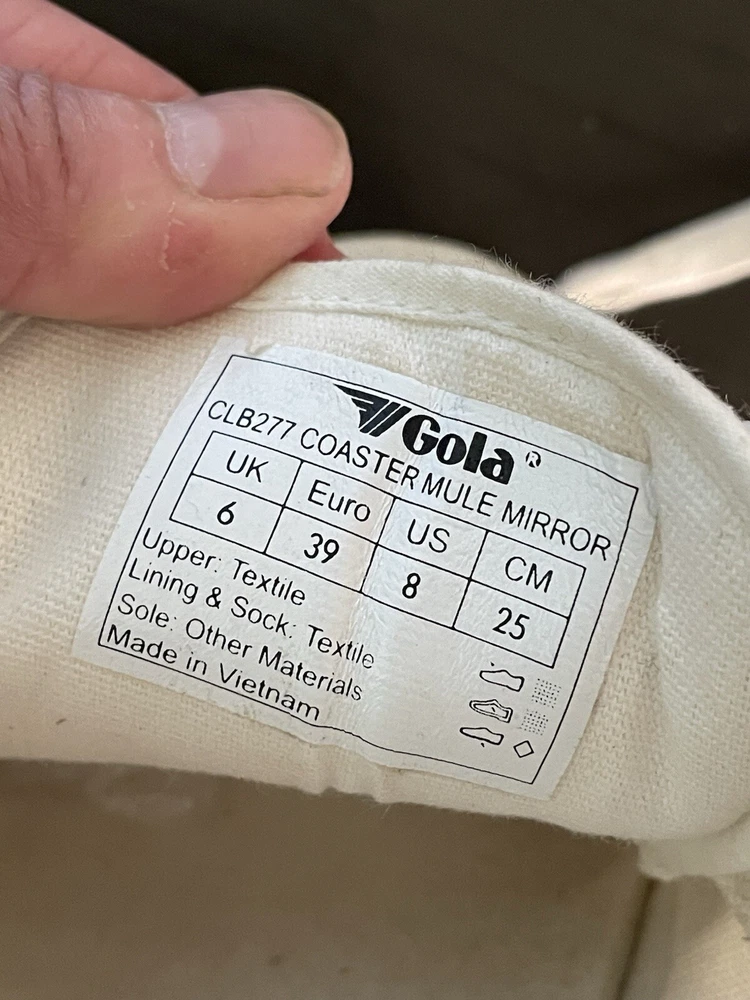 Gola®
CLB277 COASTER MULE MIRROR
UK Euro US CM
6 39 8 25
Upper: Textile
Lining & Sock: Textile
Sole: Other Materials
Made in Vietnam